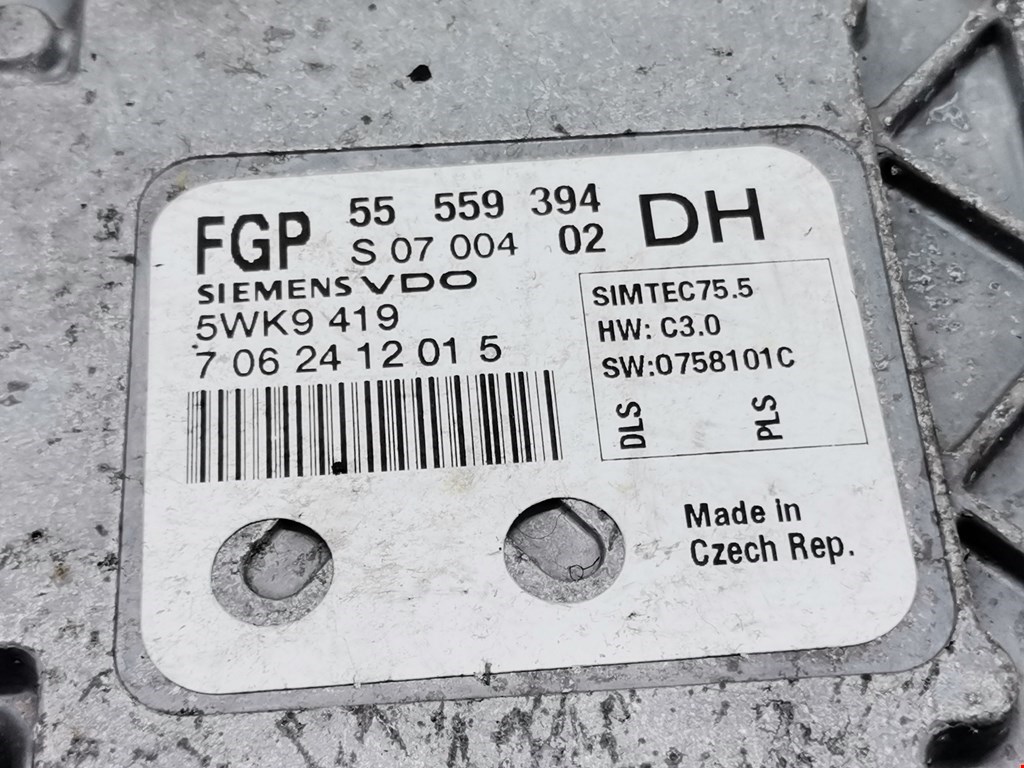 FGP 55 559 394 DH
S 07 004 02
SIEMENS VDO
5WK9 419
7 06 24 12 01 5
SIMTEC75.5
HW: C3.0
SW:0758101C
DLS PLS
Made in
Czech Rep.